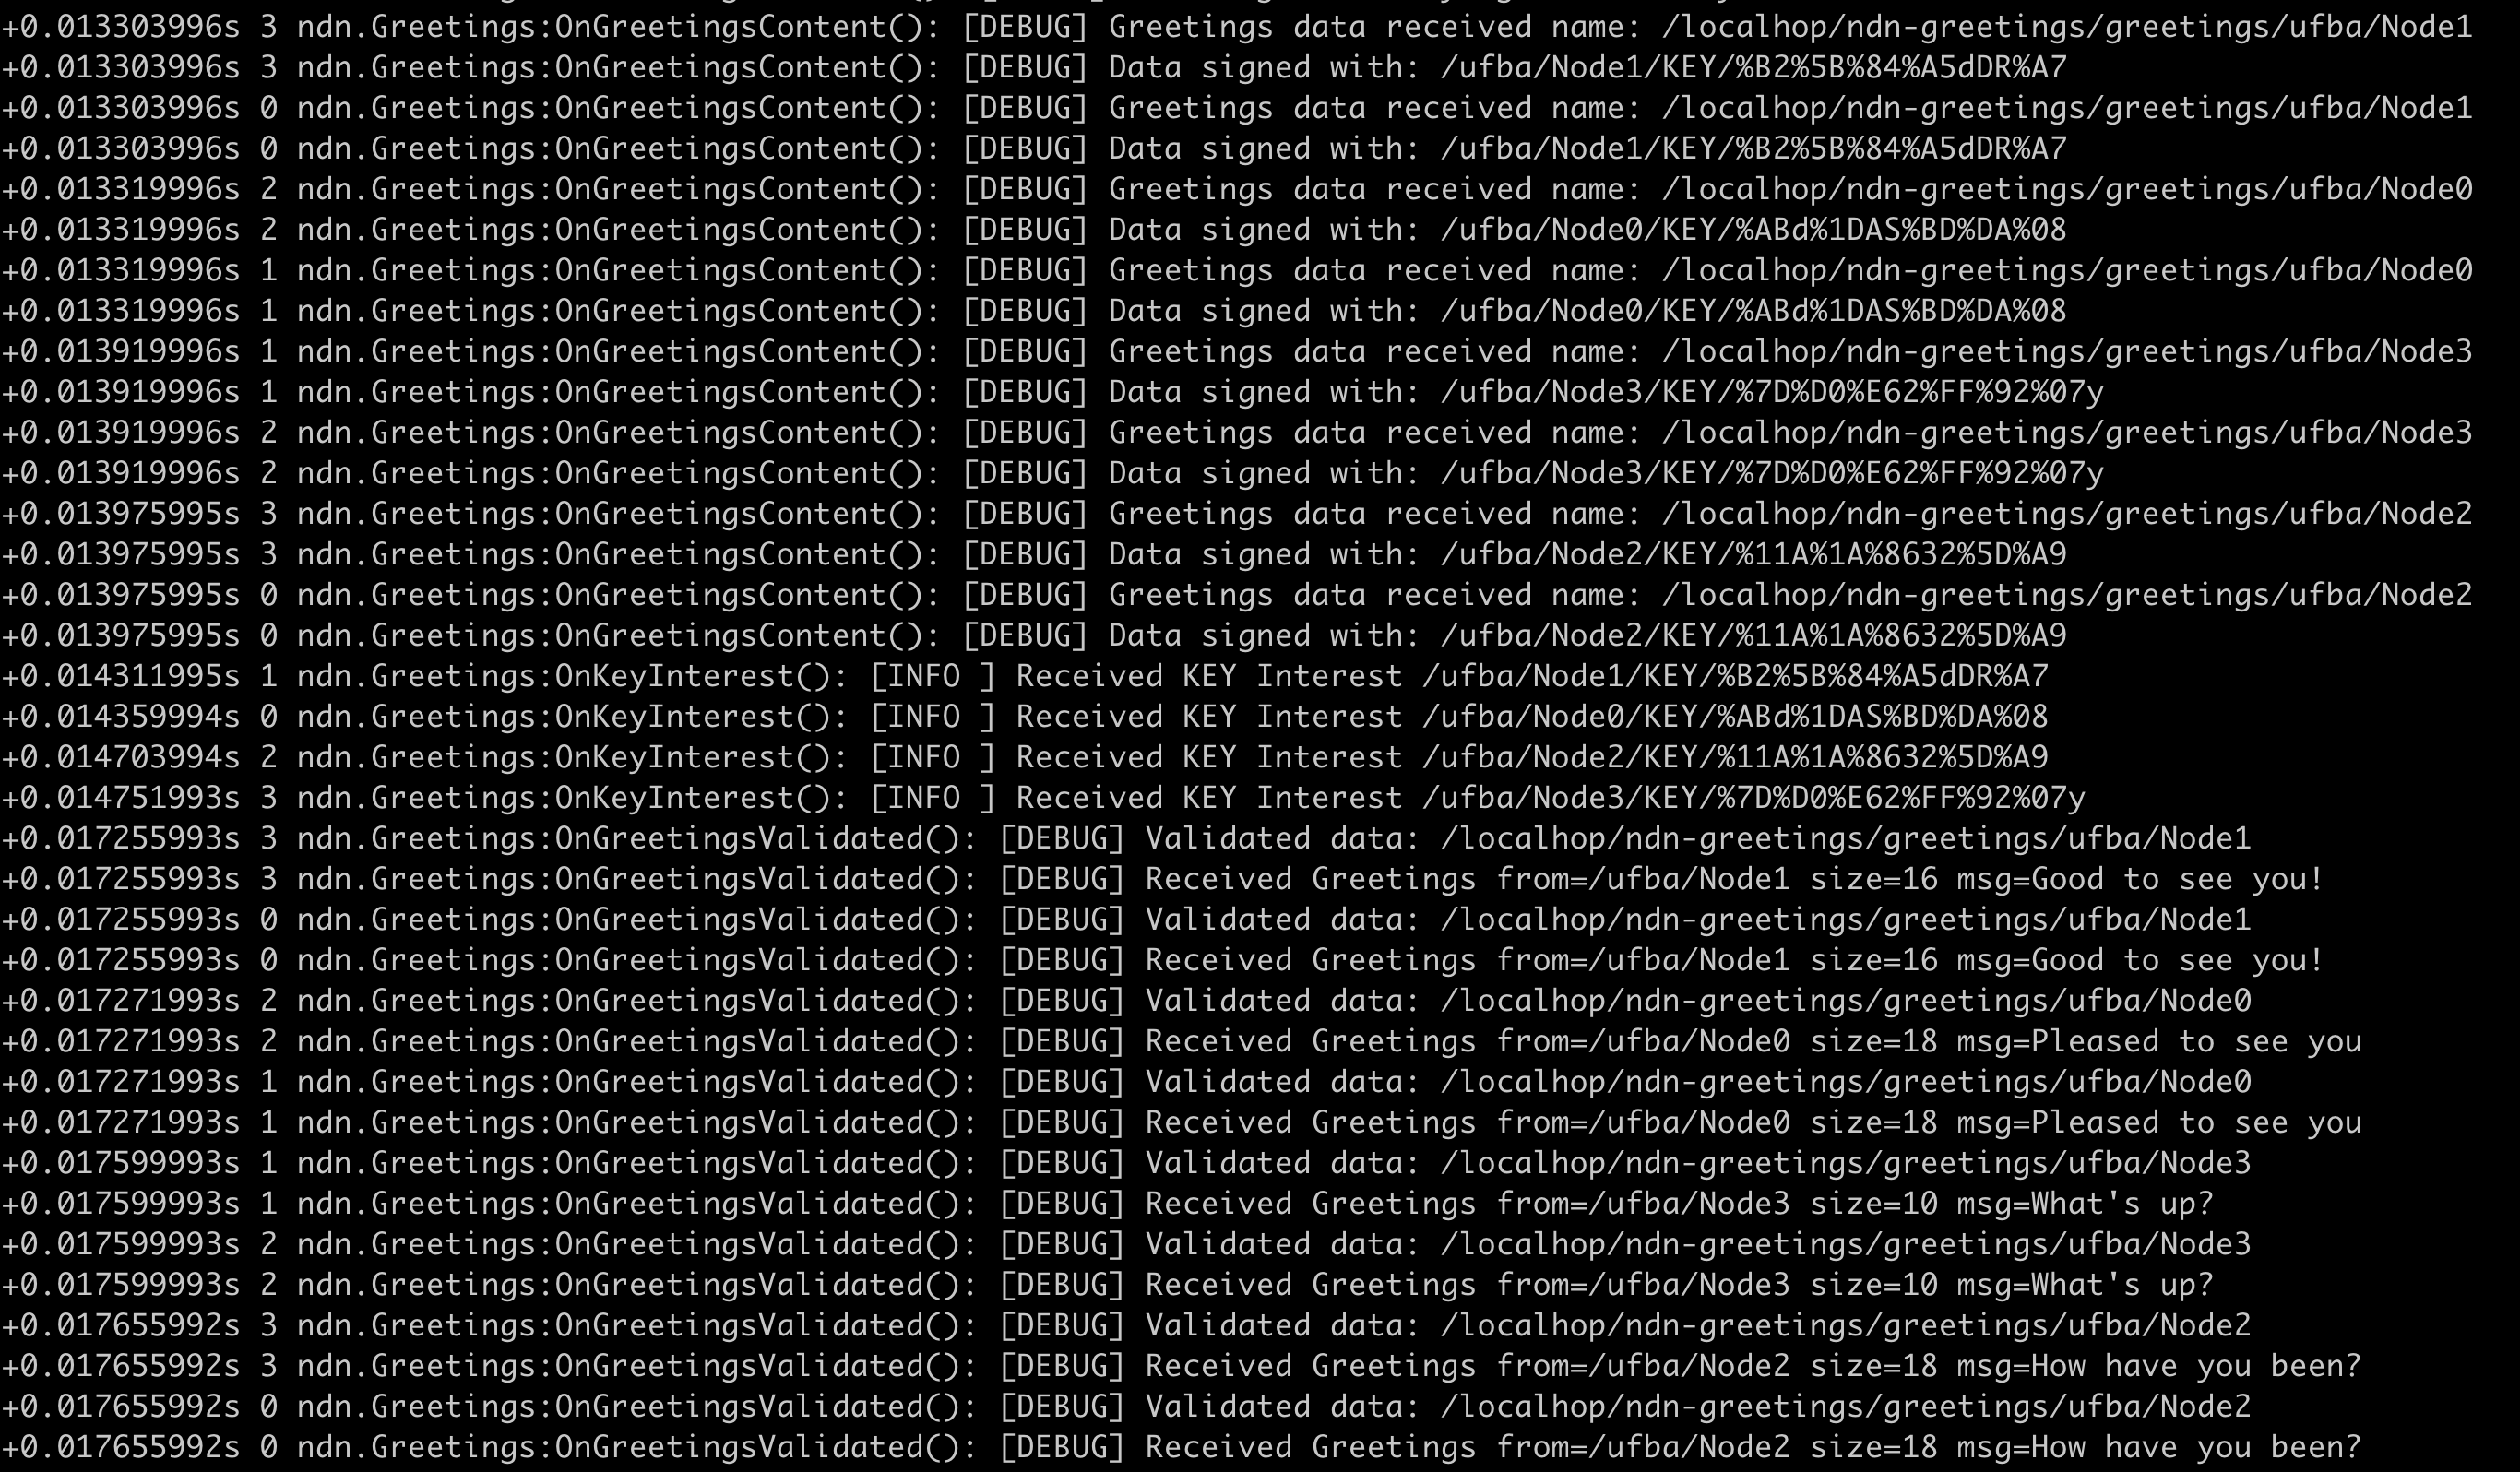 +0.013303996s 3 ndn.Greetings:OnGreetingsContent(): [DEBUG] Greetings data received name: /localhop/ndn-greetings/greetings/ufba/Node1
+0.013303996s 3 ndn.Greetings:OnGreetingsContent(): [DEBUG] Data signed with: /ufba/Node1/KEY/%B2%5B%84%A5dDR%A7
+0.013303996s 0 ndn.Greetings:OnGreetingsContent(): [DEBUG] Greetings data received name: /localhop/ndn-greetings/greetings/ufba/Node1
+0.013303996s 0 ndn.Greetings:OnGreetingsContent(): [DEBUG] Data signed with: /ufba/Node1/KEY/%B2%5B%84%A5dDR%A7
+0.013319996s 2 ndn.Greetings:OnGreetingsContent(): [DEBUG] Greetings data received name: /localhop/ndn-greetings/greetings/ufba/Node0
+0.013319996s 2 ndn.Greetings:OnGreetingsContent(): [DEBUG] Data signed with: /ufba/Node0/KEY/%ABd%1DAS%BD%DA%08
+0.013319996s 1 ndn.Greetings:OnGreetingsContent(): [DEBUG] Greetings data received name: /localhop/ndn-greetings/greetings/ufba/Node0
+0.013319996s 1 ndn.Greetings:OnGreetingsContent(): [DEBUG] Data signed with: /ufba/Node0/KEY/%ABd%1DAS%BD%DA%08
+0.013919996s 1 ndn.Greetings:OnGreetingsContent(): [DEBUG] Greetings data received name: /localhop/ndn-greetings/greetings/ufba/Node3
+0.013919996s 1 ndn.Greetings:OnGreetingsContent(): [DEBUG] Data signed with: /ufba/Node3/KEY/%7D%D0%E62%FF%92%07y
+0.013919996s 2 ndn.Greetings:OnGreetingsContent(): [DEBUG] Greetings data received name: /localhop/ndn-greetings/greetings/ufba/Node3
+0.013919996s 2 ndn.Greetings:OnGreetingsContent(): [DEBUG] Data signed with: /ufba/Node3/KEY/%7D%D0%E62%FF%92%07y
+0.013975995s 3 ndn.Greetings:OnGreetingsContent(): [DEBUG] Greetings data received name: /localhop/ndn-greetings/greetings/ufba/Node2
+0.013975995s 3 ndn.Greetings:OnGreetingsContent(): [DEBUG] Data signed with: /ufba/Node2/KEY/%11A%1A%8632%5D%A9
+0.013975995s 0 ndn.Greetings:OnGreetingsContent(): [DEBUG] Greetings data received name: /localhop/ndn-greetings/greetings/ufba/Node2
+0.013975995s 0 ndn.Greetings:OnGreetingsContent(): [DEBUG] Data signed with: /ufba/Node2/KEY/%11A%1A%8632%5D%A9
+0.014311995s 1 ndn.Greetings:OnKeyInterest(): [INFO ] Received KEY Interest /ufba/Node1/KEY/%B2%5B%84%A5dDR%A7
+0.014359994s 0 ndn.Greetings:OnKeyInterest(): [INFO ] Received KEY Interest /ufba/Node0/KEY/%ABd%1DAS%BD%DA%08
+0.014703994s 2 ndn.Greetings:OnKeyInterest(): [INFO ] Received KEY Interest /ufba/Node2/KEY/%11A%1A%8632%5D%A9
+0.014751993s 3 ndn.Greetings:OnKeyInterest(): [INFO ] Received KEY Interest /ufba/Node3/KEY/%7D%D0%E62%FF%92%07y
+0.017255993s 3 ndn.Greetings:OnGreetingsValidated(): [DEBUG] Validated data: /localhop/ndn-greetings/greetings/ufba/Node1
+0.017255993s 3 ndn.Greetings:OnGreetingsValidated(): [DEBUG] Received Greetings from=/ufba/Node1 size=16 msg=Good to see you!
+0.017255993s 0 ndn.Greetings:OnGreetingsValidated(): [DEBUG] Validated data: /localhop/ndn-greetings/greetings/ufba/Node1
+0.017255993s 0 ndn.Greetings:OnGreetingsValidated(): [DEBUG] Received Greetings from=/ufba/Node1 size=16 msg=Good to see you!
+0.017271993s 2 ndn.Greetings:OnGreetingsValidated(): [DEBUG] Validated data: /localhop/ndn-greetings/greetings/ufba/Node0
+0.017271993s 2 ndn.Greetings:OnGreetingsValidated(): [DEBUG] Received Greetings from=/ufba/Node0 size=18 msg=Pleased to see you
+0.017271993s 1 ndn.Greetings:OnGreetingsValidated(): [DEBUG] Validated data: /localhop/ndn-greetings/greetings/ufba/Node0
+0.017271993s 1 ndn.Greetings:OnGreetingsValidated(): [DEBUG] Received Greetings from=/ufba/Node0 size=18 msg=Pleased to see you
+0.017599993s 1 ndn.Greetings:OnGreetingsValidated(): [DEBUG] Validated data: /localhop/ndn-greetings/greetings/ufba/Node3
+0.017599993s 1 ndn.Greetings:OnGreetingsValidated(): [DEBUG] Received Greetings from=/ufba/Node3 size=10 msg=What's up?
+0.017599993s 2 ndn.Greetings:OnGreetingsValidated(): [DEBUG] Validated data: /localhop/ndn-greetings/greetings/ufba/Node3
+0.017599993s 2 ndn.Greetings:OnGreetingsValidated(): [DEBUG] Received Greetings from=/ufba/Node3 size=10 msg=What's up?
+0.017655992s 3 ndn.Greetings:OnGreetingsValidated(): [DEBUG] Validated data: /localhop/ndn-greetings/greetings/ufba/Node2
+0.017655992s 3 ndn.Greetings:OnGreetingsValidated(): [DEBUG] Received Greetings from=/ufba/Node2 size=18 msg=How have you been?
+0.017655992s 0 ndn.Greetings:OnGreetingsValidated(): [DEBUG] Validated data: /localhop/ndn-greetings/greetings/ufba/Node2
+0.017655992s 0 ndn.Greetings:OnGreetingsValidated(): [DEBUG] Received Greetings from=/ufba/Node2 size=18 msg=How have you been?